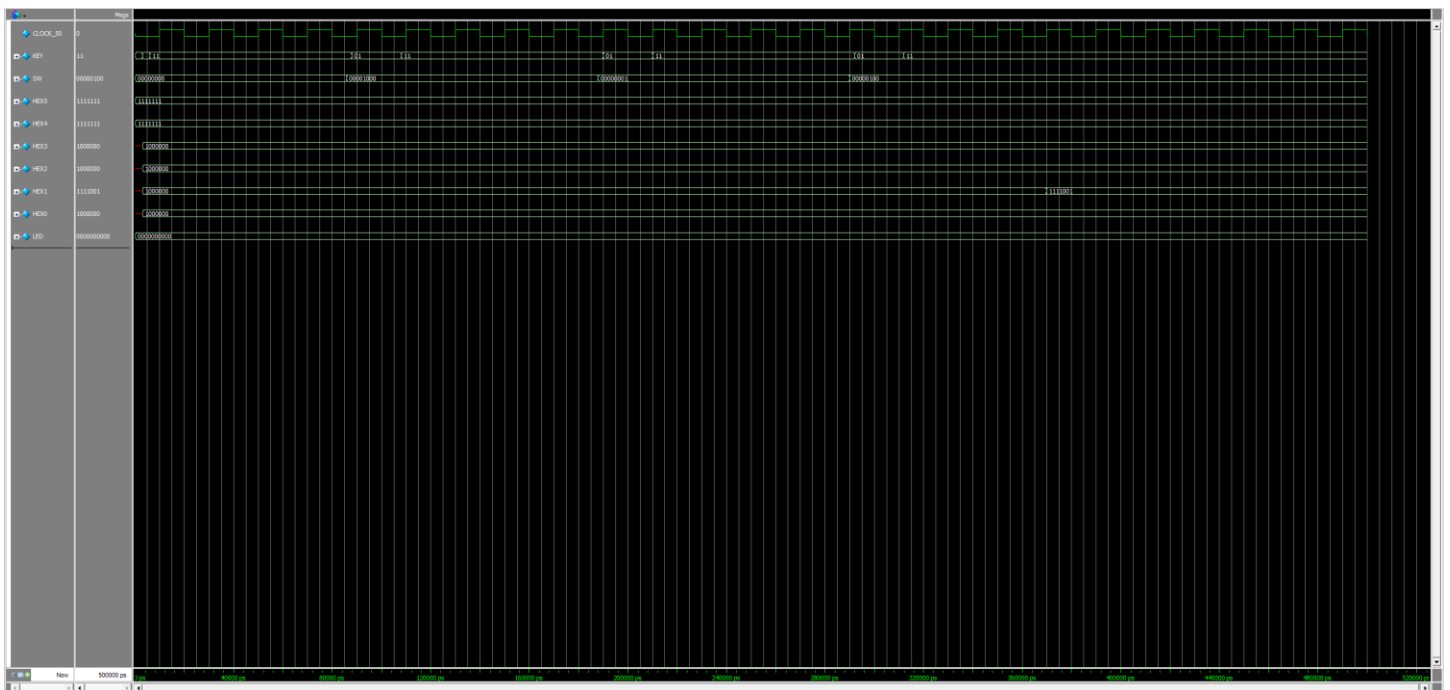 Msgs
CLOCK_50 0
KEY 11 11 01 11 01 11 01 11
SW 00000100 00000000 00001000 00000001 00000100
HEX5 1111111 1111111
HEX4 1111111 1111111
HEX3 1000000 1000000
HEX2 1000000 1000000
HEX1 1111001 1000000 1111001
HEX0 1000000 1000000
LED 0000000000 0000000000
Now 500000 ps 40000 ps 80000 ps 120000 ps 160000 ps 200000 ps 240000 ps 280000 ps 320000 ps 360000 ps 400000 ps 440000 ps 480000 ps 520000 ps